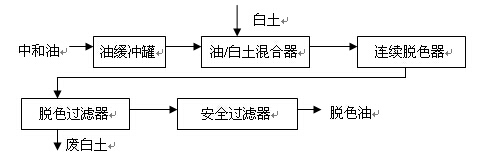 白土
中和油
油缓冲罐
油/白土混合器
连续脱色器
脱色过滤器
安全过滤器
脱色油
废白土